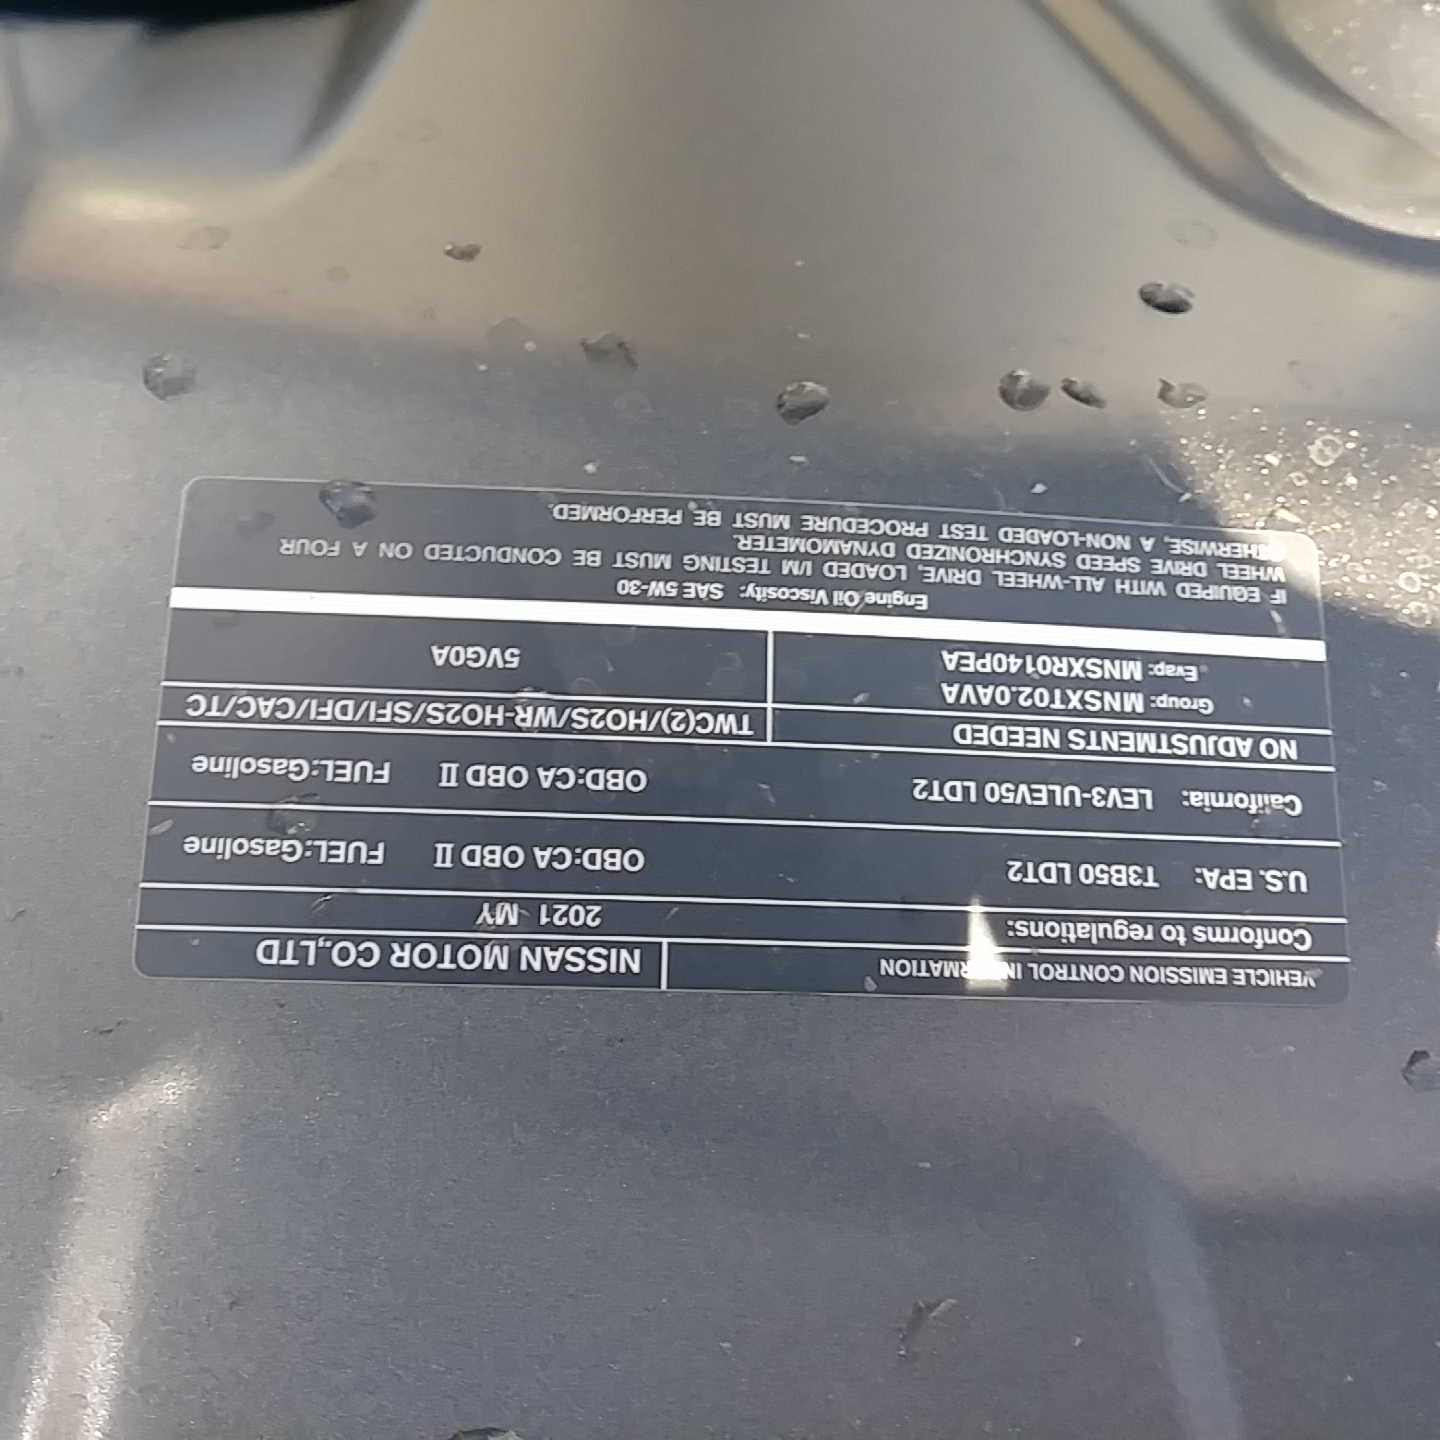 VEHICLE EMISSION CONTROL INFORMATION
NISSAN MOTOR CO.,LTD
Conforms to regulations: 2021 MY
U.S. EPA: T3B50 LDT2 OBD:CA OBD II FUEL:Gasoline
California: LEV3-ULEV50 LDT2 OBD:CA OBD II FUEL:Gasoline
NO ADJUSTMENTS NEEDED
TWC(2)/HO2S/WR-HO2S/SFI/DFI/CAC/TC
Group: MNSXT02.0AVA
Evap: MNSXR0140PEA
5VG0A
Engine Oil Viscosity: SAE 5W-30
IF EQUIPED WITH ALL-WHEEL DRIVE, LOADED I/M TESTING MUST BE CONDUCTED ON A FOUR
WHEEL DRIVE SPEED SYNCHRONIZED DYNAMOMETER.
OTHERWISE, A NON-LOADED TEST PROCEDURE MUST BE PERFORMED.